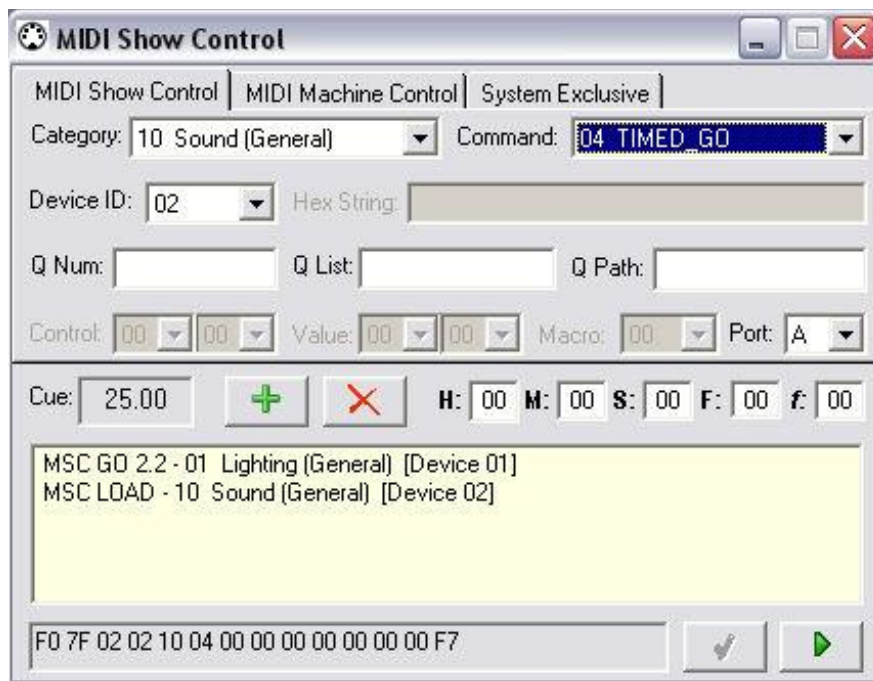 MIDI Show Control
MIDI Show Control MIDI Machine Control System Exclusive
Category: 10 Sound (General) Command: 04 TIMED_GO
Device ID: 02 Hex String:
Q Num: Q List: Q Path:
Control: 00 00 Value: 00 00 Macro: 00 Port: A
Cue: 25.00 H: 00 M: 00 S: 00 F: 00 f: 00
MSC GO 2.2 - 01 Lighting (General) [Device 01]
MSC LOAD - 10 Sound (General) [Device 02]
F0 7F 02 02 10 04 00 00 00 00 00 00 00 F7